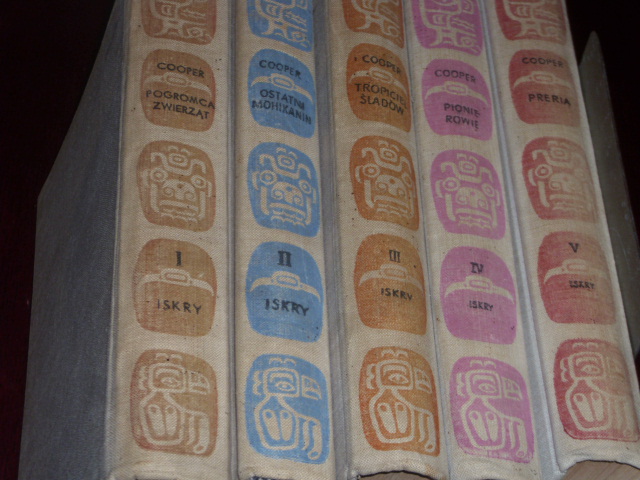 COOPER
POGROMCA
ZWIERZĄT
I
ISKRY
COOPER
OSTATNI
MOHIKANIN
II
ISKRY
COOPER
TROPICIEL
ŚLADÓW
III
ISKRY
COOPER
PIONIE-
ROWIE
IV
ISKRY
COOPER
PRERIA
V
ISKRY